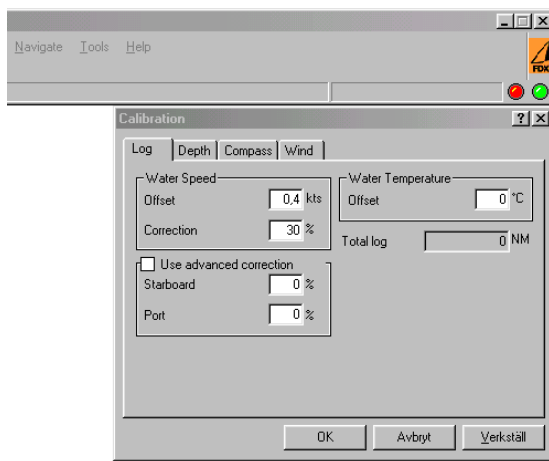 Navigate Tools Help
FDX
Calibration
Log Depth Compass Wind
Water Speed
Offset 0,4 kts
Correction 30 %
Water Temperature
Offset 0 °C
Total log 0 NM
Use advanced correction
Starboard 0 %
Port 0 %
OK Avbryt Verkställ